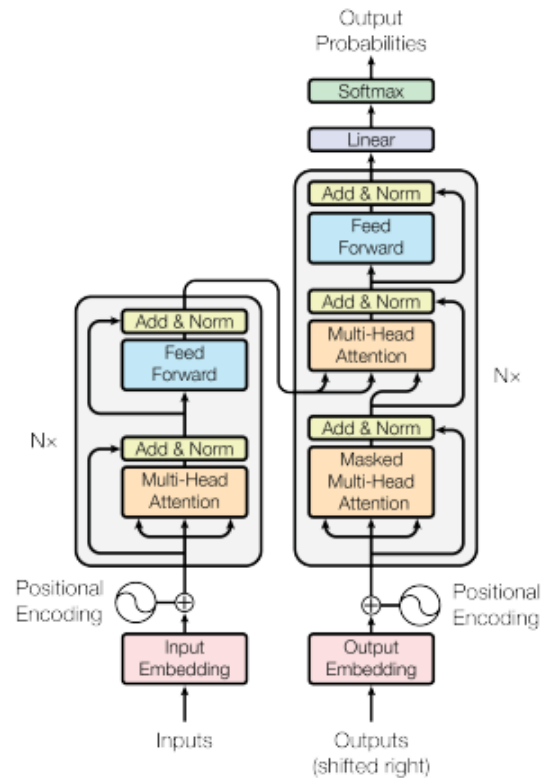 Output
Probabilities
Softmax
Linear
Add & Norm
Feed
Forward
Add & Norm
Multi-Head
Attention
Add & Norm
Masked
Multi-Head
Attention
N×
Add & Norm
Feed
Forward
Add & Norm
Multi-Head
Attention
N×
Positional
Encoding
Input
Embedding
Inputs
Positional
Encoding
Output
Embedding
Outputs
(shifted right)